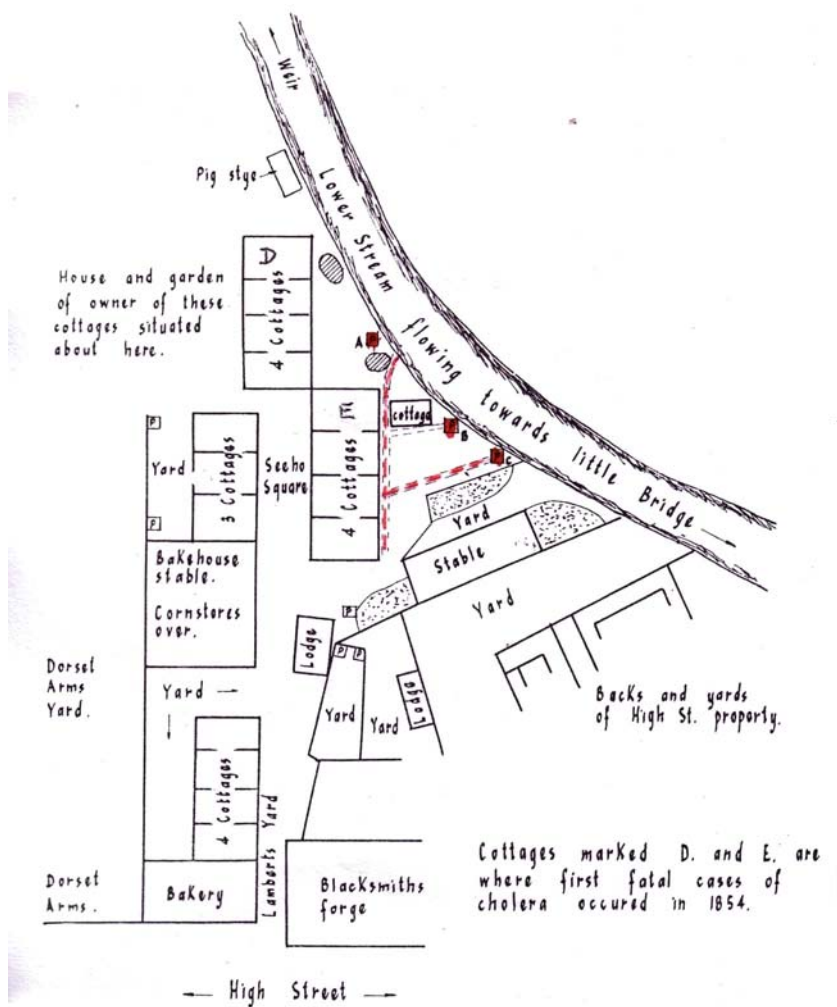 Weir
Pig stye
Lower Stream flowing towards little Bridge
D
House and garden
of owner of these
cottages situated
about here.
4 Cottages
P
A
E
cottage
P
B
P
C
P
Yard
3 Cottages
Seeho
Square
4 Cottages
P
Yard
Stable
Bakehouse
stable.
Cornstores
over.
Yard
P
Lodge
P
P
Dorset
Arms
Yard.
Yard
Yard
Yard
Lodge
Backs and yards
of High St. property.
4 Cottages
Lamberts Yard
Cottages marked D. and E. are
where first fatal cases of
cholera occured in 1854.
Dorset
Arms.
Bakery
Blacksmiths
forge
High Street